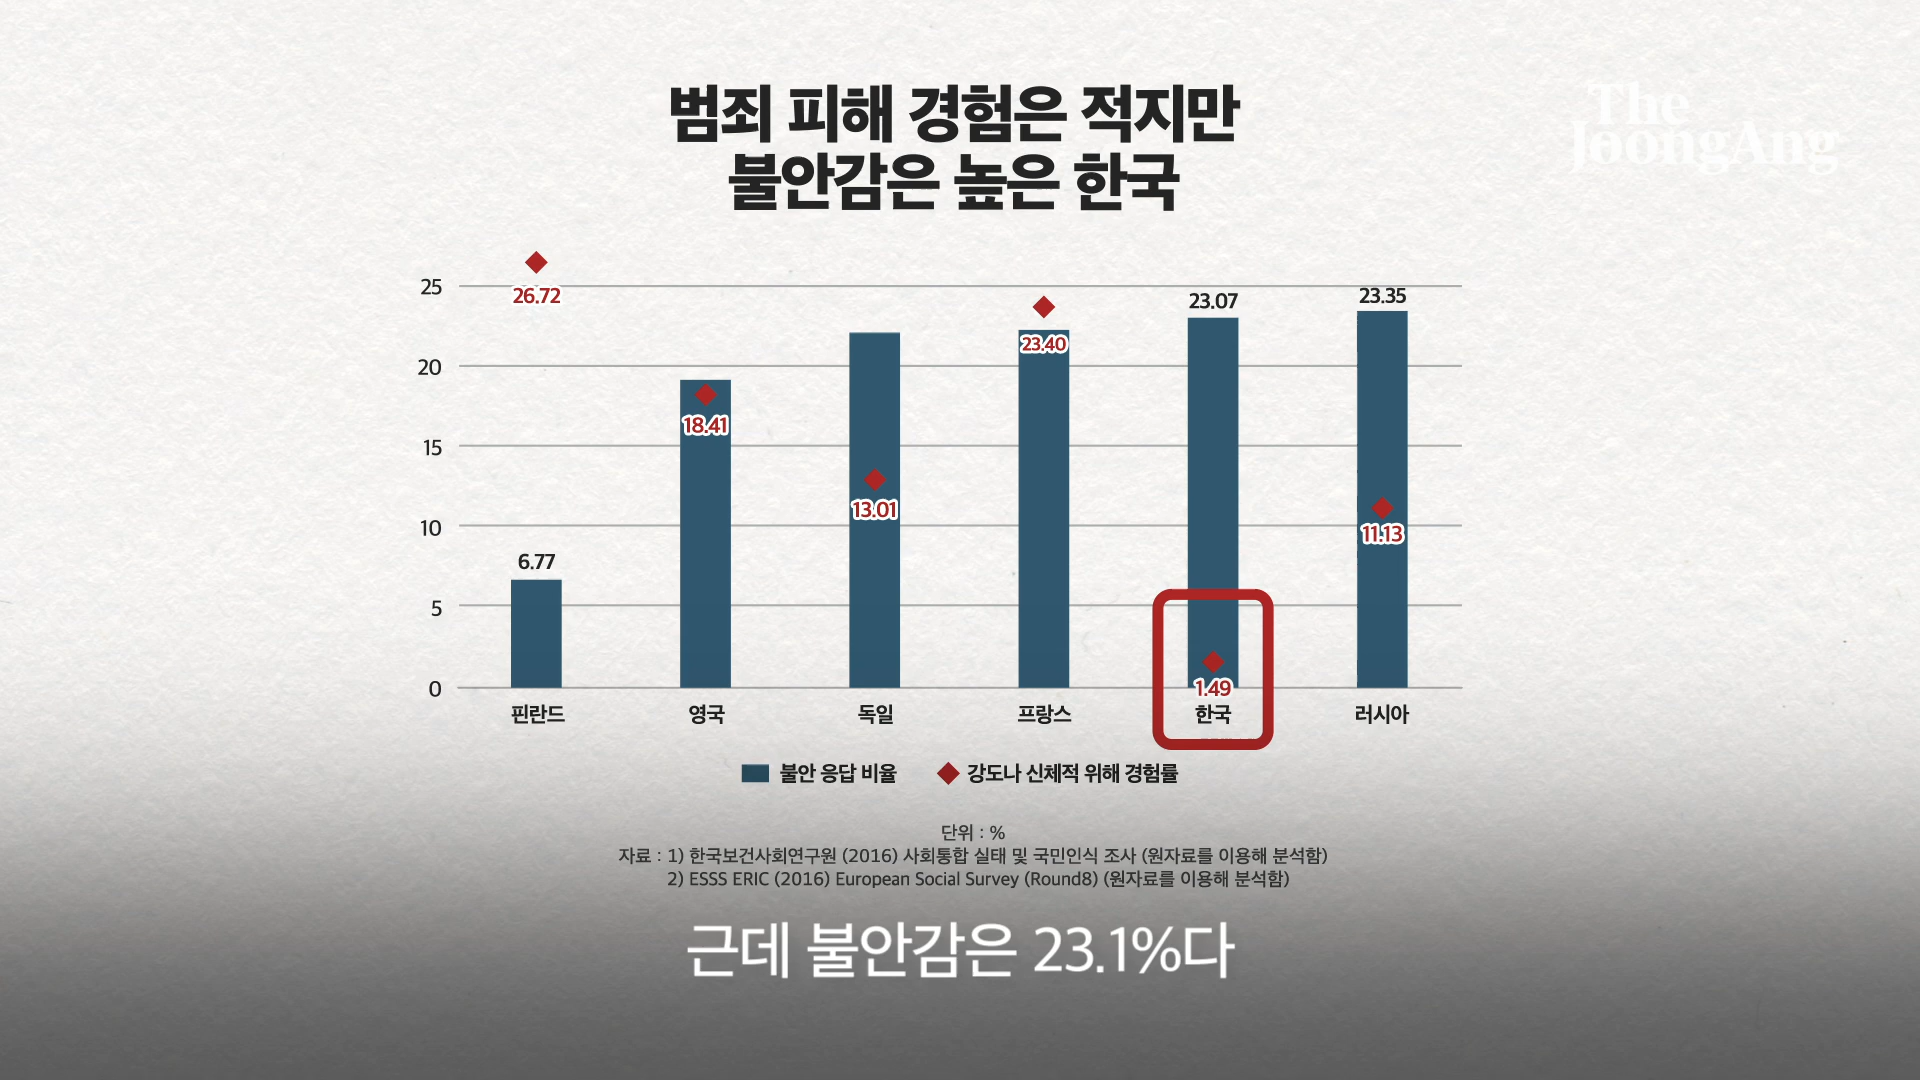 범죄 피해 경험은 적지만
불안감은 높은 한국
The
JoongAng
25
20
15
10
5
0
26.72
6.77
18.41
13.01
23.40
23.07
1.49
23.35
11.13
핀란드 영국 독일 프랑스 한국 러시아
불안 응답 비율 강도나 신체적 위해 경험률
단위 : %
자료 : 1) 한국보건사회연구원 (2016) 사회통합 실태 및 국민인식 조사 (원자료를 이용해 분석함)
2) ESSS ERIC (2016) European Social Survey (Round8) (원자료를 이용해 분석함)
근데 불안감은 23.1%다